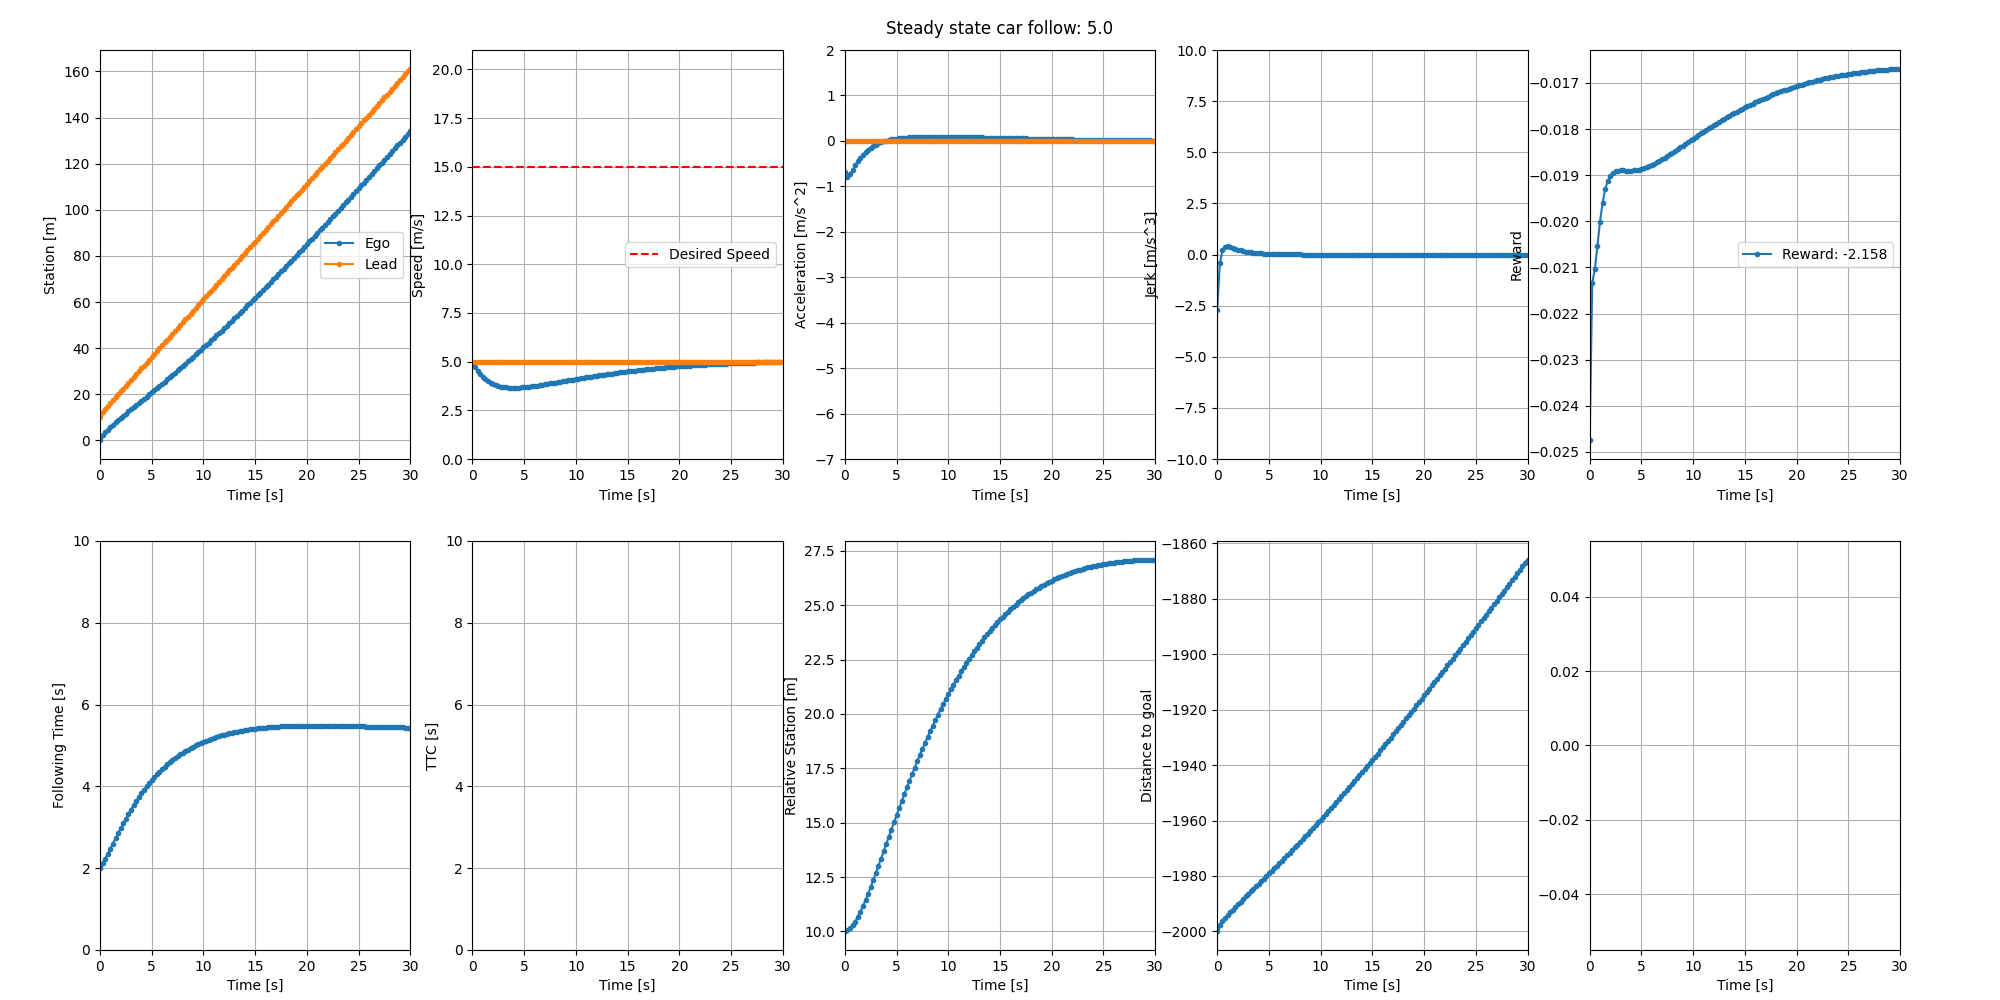 Steady state car follow: 5.0
160
140
120
100
80
60
40
20
0
0 5 10 15 20 25 30
Station [m]
Time [s]
Ego
Lead
20.0
17.5
15.0
12.5
10.0
7.5
5.0
2.5
0.0
0 5 10 15 20 25 30
Speed [m/s]
Time [s]
Desired Speed
2
1
0
−1
−2
−3
−4
−5
−6
−7
0 5 10 15 20 25 30
Acceleration [m/s^2]
Time [s]
10.0
7.5
5.0
2.5
0.0
−2.5
−5.0
−7.5
−10.0
0 5 10 15 20 25 30
Jerk [m/s^3]
Time [s]
−0.017
−0.018
−0.019
−0.020
−0.021
−0.022
−0.023
−0.024
−0.025
0 5 10 15 20 25 30
Reward
Time [s]
Reward: -2.158
10
8
6
4
2
0
0 5 10 15 20 25 30
Following Time [s]
Time [s]
10
8
6
4
2
0
0 5 10 15 20 25 30
TTC [s]
Time [s]
27.5
25.0
22.5
20.0
17.5
15.0
12.5
10.0
0 5 10 15 20 25 30
Relative Station [m]
Time [s]
−1860
−1880
−1900
−1920
−1940
−1960
−1980
−2000
0 5 10 15 20 25 30
Distance to goal
Time [s]
0.04
0.02
0.00
−0.02
−0.04
0 5 10 15 20 25 30
Time [s]